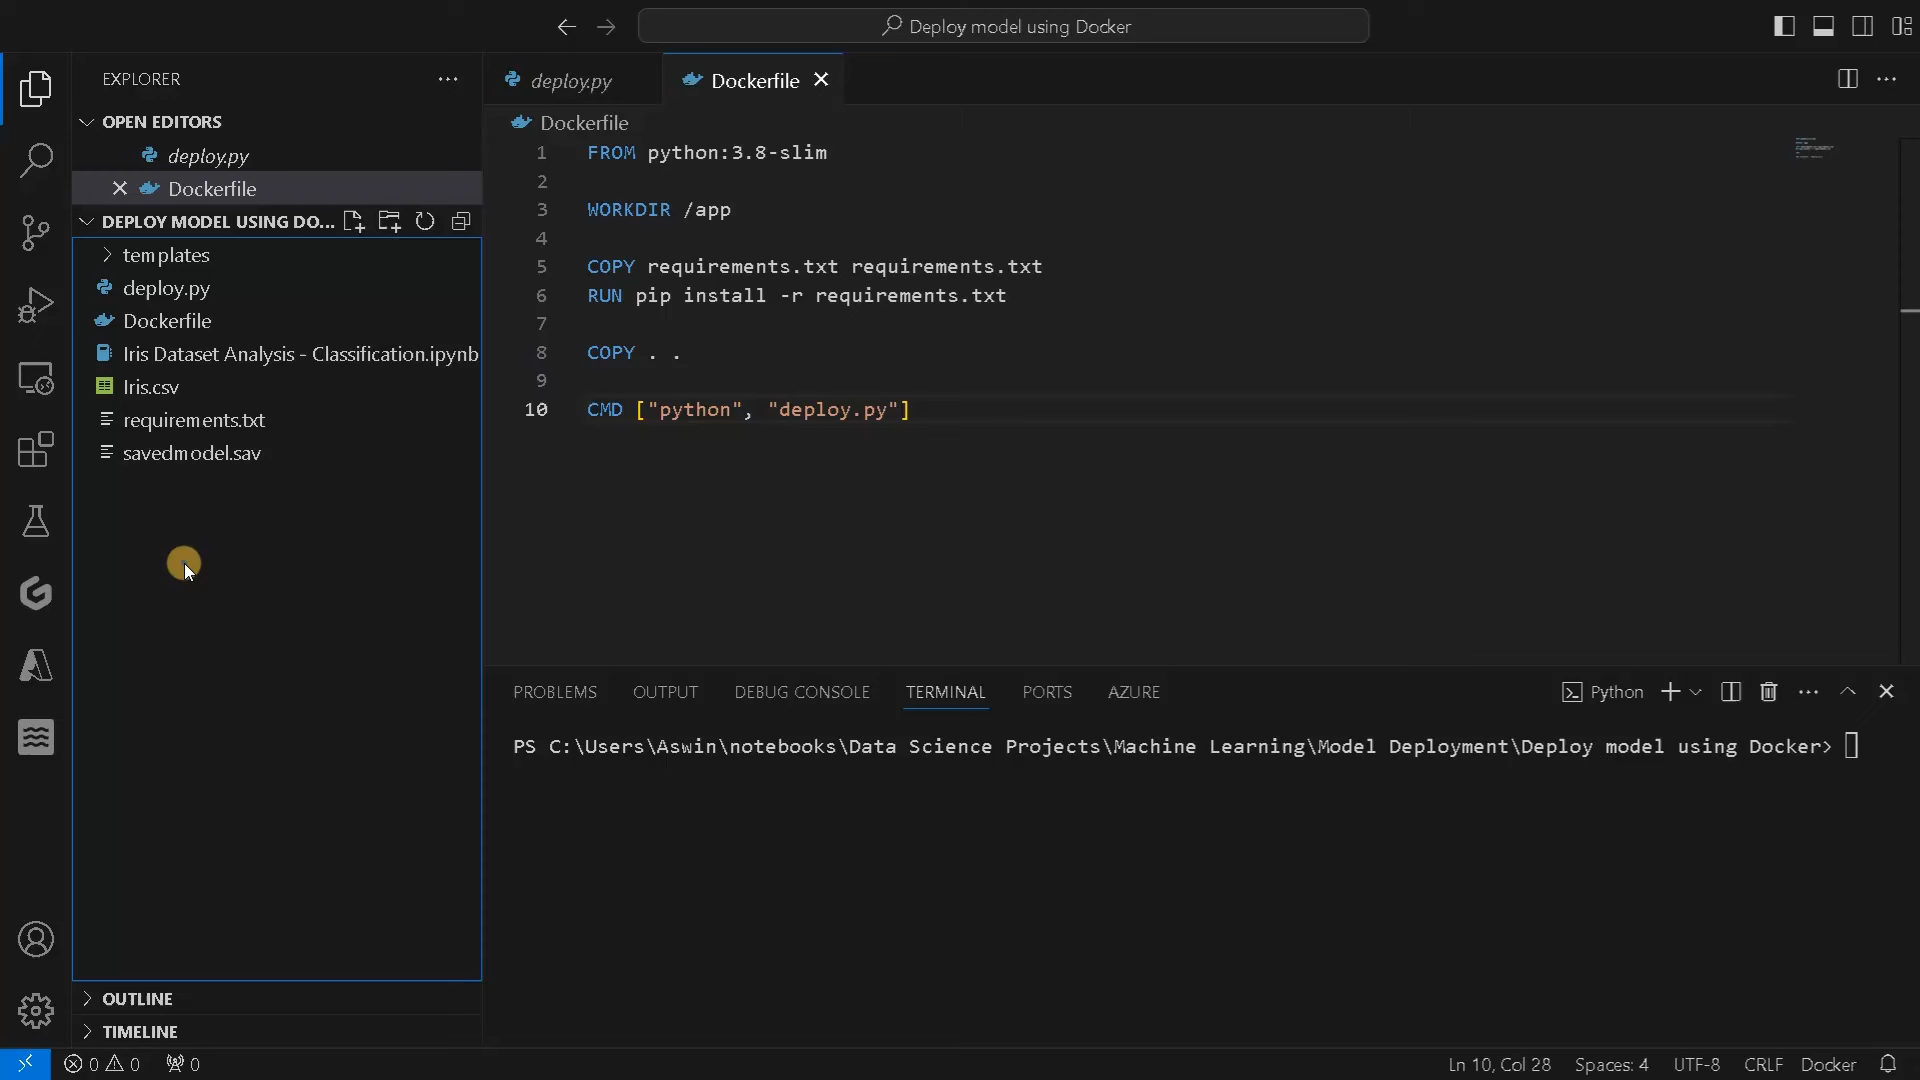 Deploy model using Docker
EXPLORER
OPEN EDITORS
deploy.py
Dockerfile
DEPLOY MODEL USING DO...
templates
deploy.py
Dockerfile
Iris Dataset Analysis - Classification.ipynb
Iris.csv
requirements.txt
savedmodel.sav
OUTLINE
TIMELINE
deploy.py
Dockerfile
Dockerfile
1 FROM python:3.8-slim
2
3 WORKDIR /app
4
5 COPY requirements.txt requirements.txt
6 RUN pip install -r requirements.txt
7
8 COPY . .
9
10 CMD ["python", "deploy.py"]
PROBLEMS OUTPUT DEBUG CONSOLE TERMINAL PORTS AZURE
Python
PS C:\Users\Aswin\notebooks\Data Science Projects\Machine Learning\Model Deployment\Deploy model using Docker>
0 0 0
Ln 10, Col 28 Spaces: 4 UTF-8 CRLF Docker